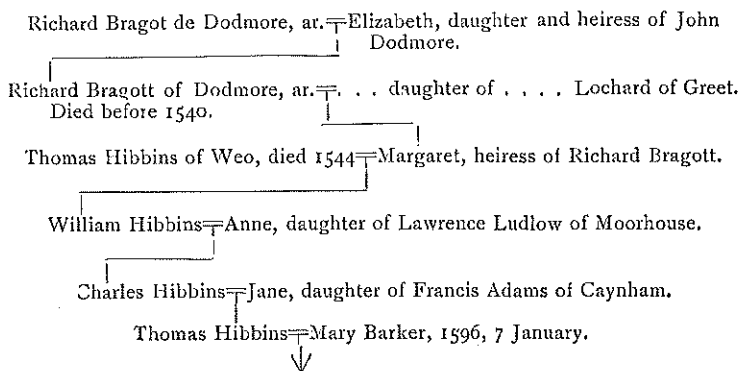 Richard Bragot de Dodmore, ar.=Elizabeth, daughter and heiress of John
Dodmore.
Richard Bragott of Dodmore, ar.=. . . daughter of . . . . Lochard of Greet.
Died before 1540.
Thomas Hibbins of Weo, died 1544=Margaret, heiress of Richard Bragott.
William Hibbins=Anne, daughter of Lawrence Ludlow of Moorhouse.
Charles Hibbins=Jane, daughter of Francis Adams of Caynham.
Thomas Hibbins=Mary Barker, 1596, 7 January.